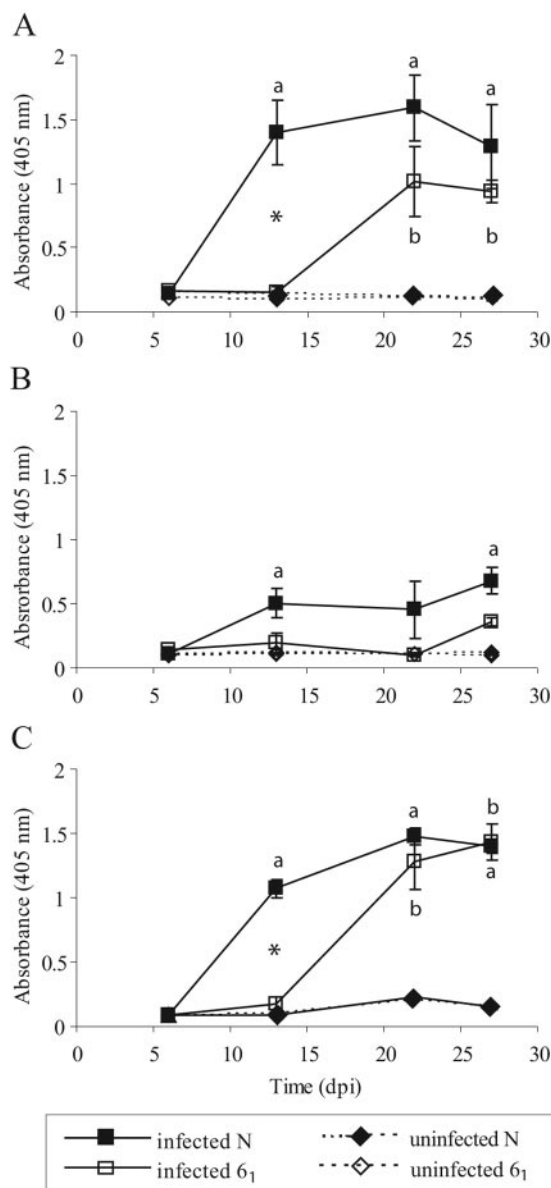 A
Absorbance (405 nm)
2
1.5
1
0.5
0
a
a
a
*
b
b
0 5 10 15 20 25 30
B
Absorbance (405 nm)
2
1.5
1
0.5
0
a
a
0 5 10 15 20 25 30
C
Absorbance (405 nm)
2
1.5
1
0.5
0
a
a
b
a
*
b
0 5 10 15 20 25 30
Time (dpi)
infected N uninfected N
infected 6₁ uninfected 6₁